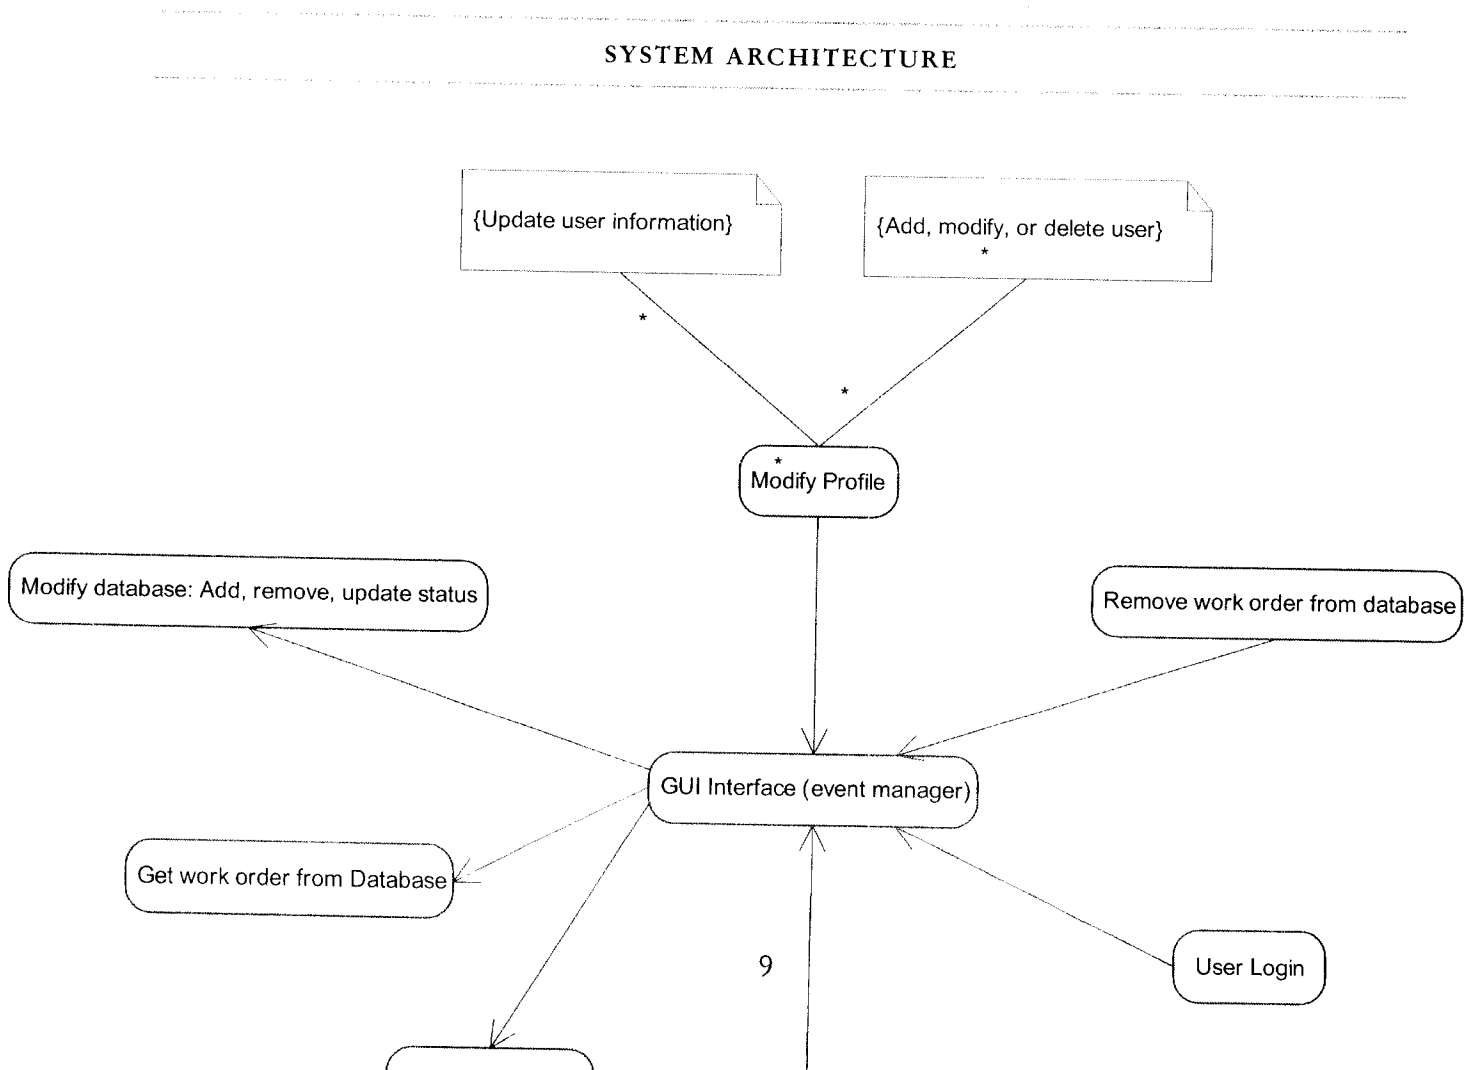 SYSTEM ARCHITECTURE
{Update user information}
{Add, modify, or delete user}
*
*
*
*
Modify Profile
Modify database: Add, remove, update status
Remove work order from database
GUI Interface (event manager)
Get work order from Database
9
User Login